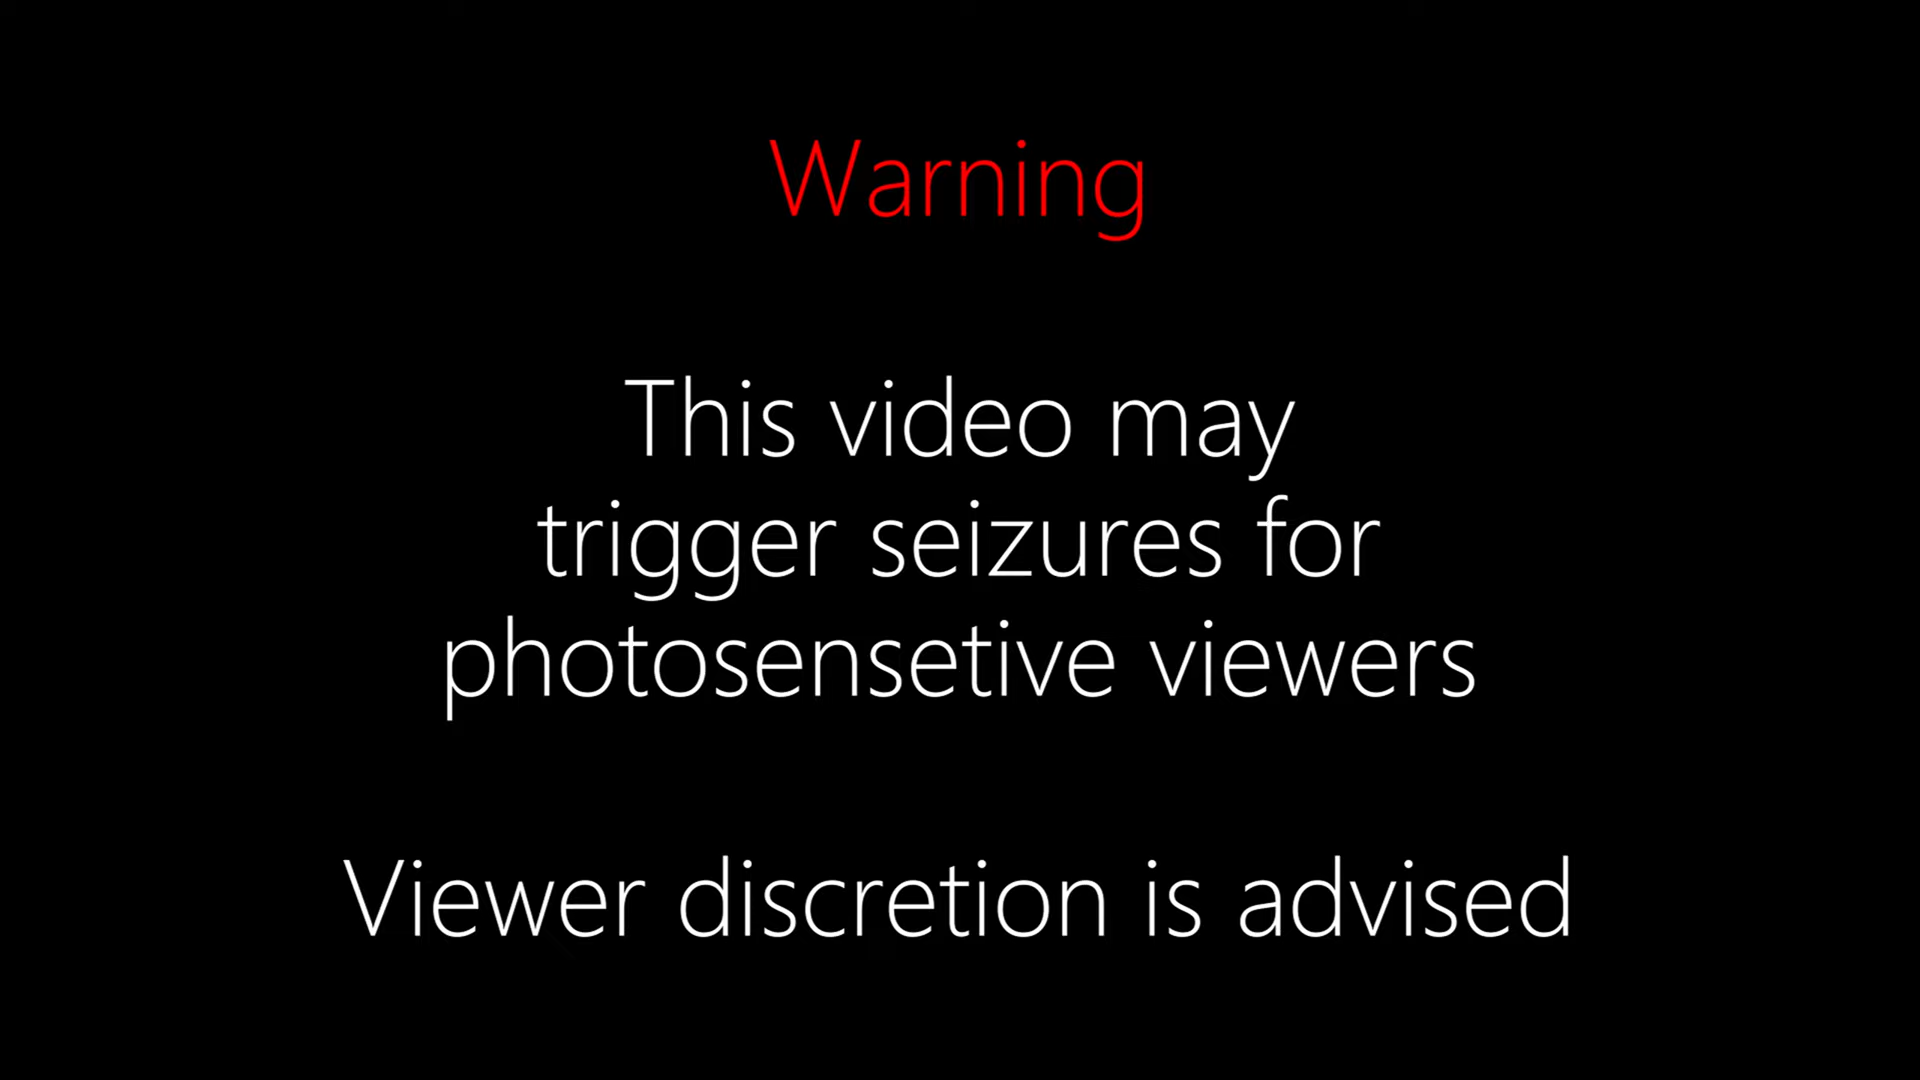 Warning
This video may
trigger seizures for
photosensetive viewers
Viewer discretion is advised